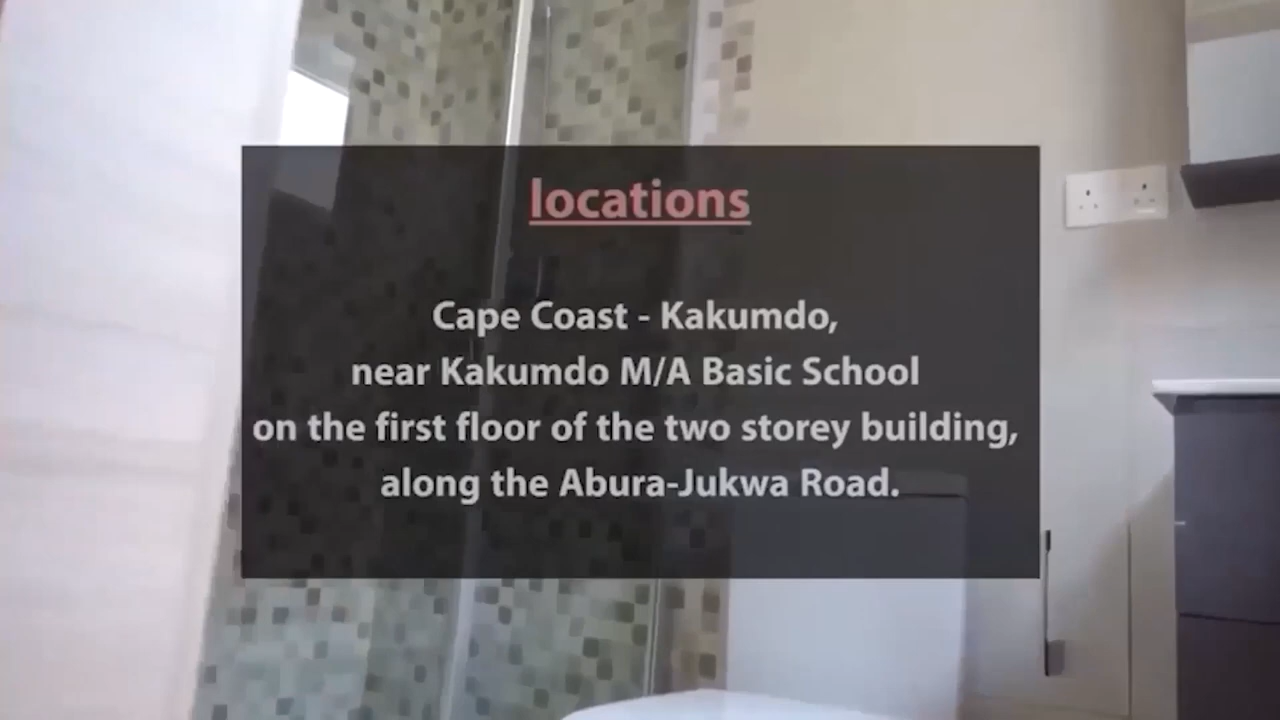 locations
Cape Coast - Kakumdo,
near Kakumdo M/A Basic School
on the first floor of the two storey building,
along the Abura-Jukwa Road.